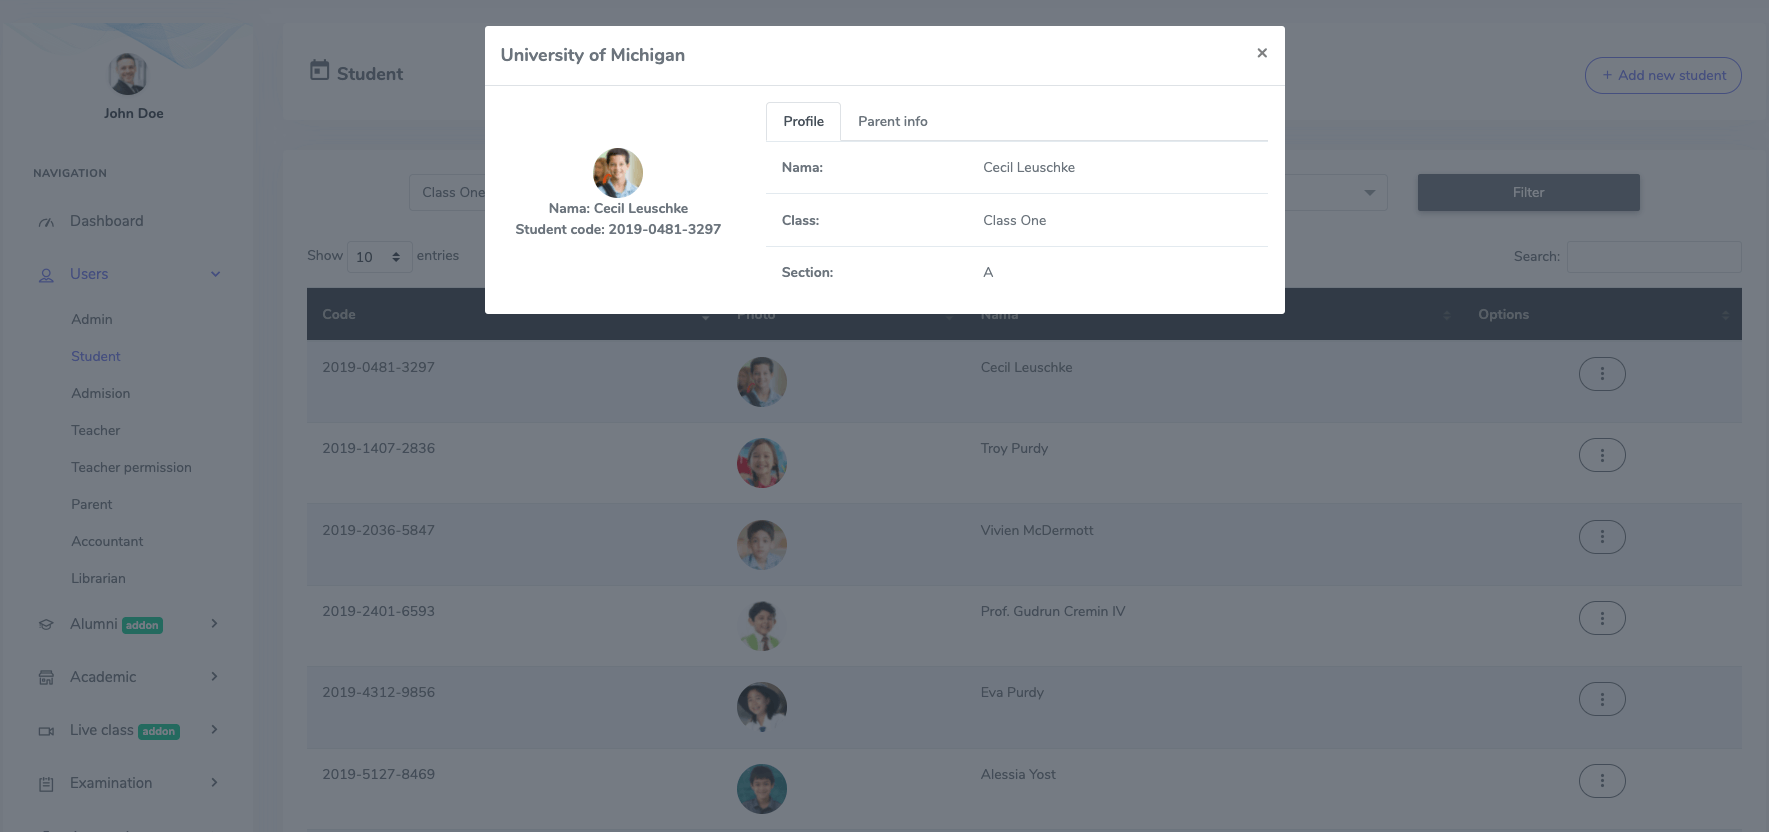 John Doe
NAVIGATION
Dashboard
Users
Admin
Student
Admision
Teacher
Teacher permission
Parent
Accountant
Librarian
Alumni addon
Academic
Live class addon
Examination
Student
+ Add new student
Class One
Filter
Show 10 entries
Search:
University of Michigan
×
Nama: Cecil Leuschke
Student code: 2019-0481-3297
Profile Parent info
Nama: Cecil Leuschke
Class: Class One
Section: A
Code Photo Nama Options
2019-0481-3297 Cecil Leuschke
2019-1407-2836 Troy Purdy
2019-2036-5847 Vivien McDermott
2019-2401-6593 Prof. Gudrun Cremin IV
2019-4312-9856 Eva Purdy
2019-5127-8469 Alessia Yost